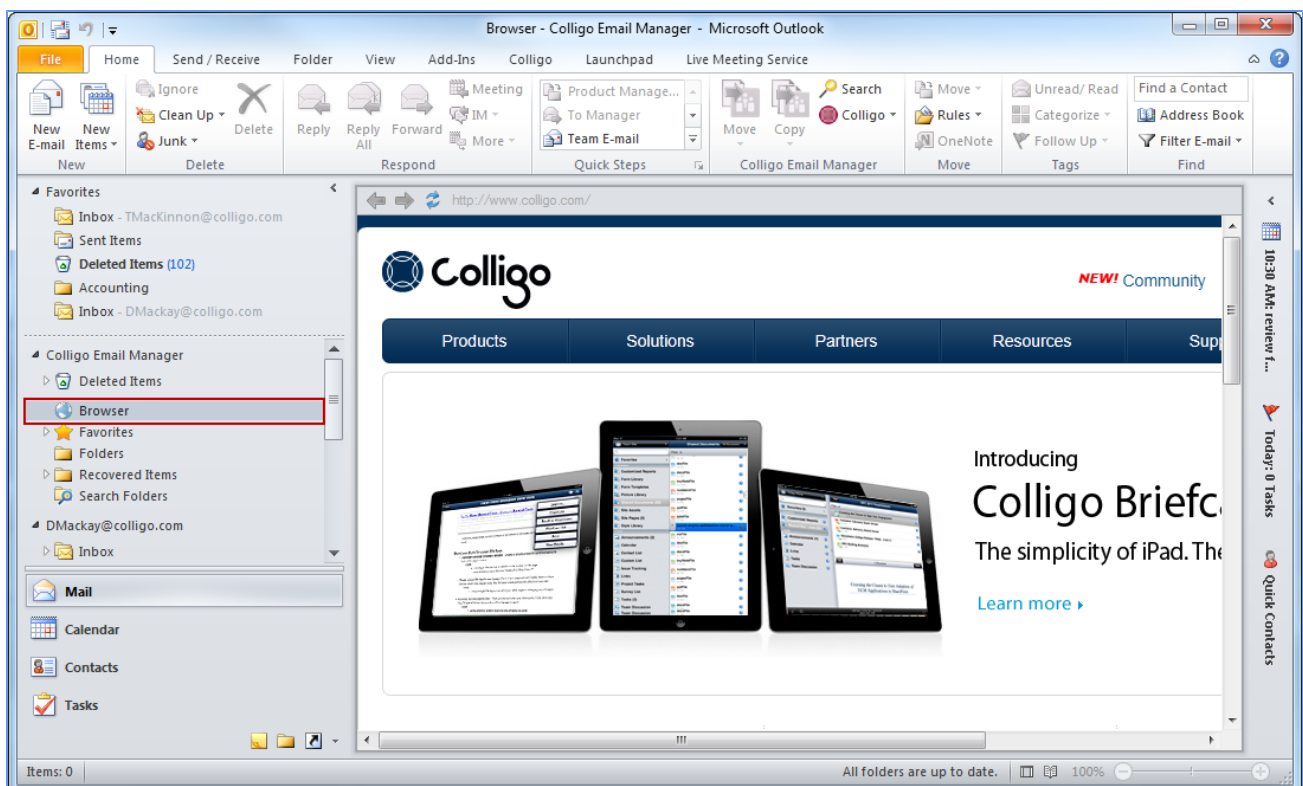 Browser - Colligo Email Manager - Microsoft Outlook
File Home Send / Receive Folder View Add-Ins Colligo Launchpad Live Meeting Service
New E-mail
New Items
New
Ignore
Clean Up
Junk
Delete
Delete
Reply
Reply All
Forward
Meeting
IM
More
Respond
Product Manage...
To Manager
Team E-mail
Quick Steps
Move
Copy
Search
Colligo
Colligo Email Manager
Move
Rules
OneNote
Move
Unread/ Read
Categorize
Follow Up
Tags
Find a Contact
Address Book
Filter E-mail
Find
Favorites
Inbox - TMacKinnon@colligo.com
Sent Items
Deleted Items (102)
Accounting
Inbox - DMackay@colligo.com
Colligo Email Manager
Deleted Items
Browser
Favorites
Folders
Recovered Items
Search Folders
DMackay@colligo.com
Inbox
Mail
Calendar
Contacts
Tasks
http://www.colligo.com/
Colligo
NEW! Community
Products Solutions Partners Resources Supp
Introducing
Colligo Briefc
The simplicity of iPad. The
Learn more
10:30 AM: review f...
Today: 0 Tasks
Quick Contacts
Items: 0
All folders are up to date.
100%